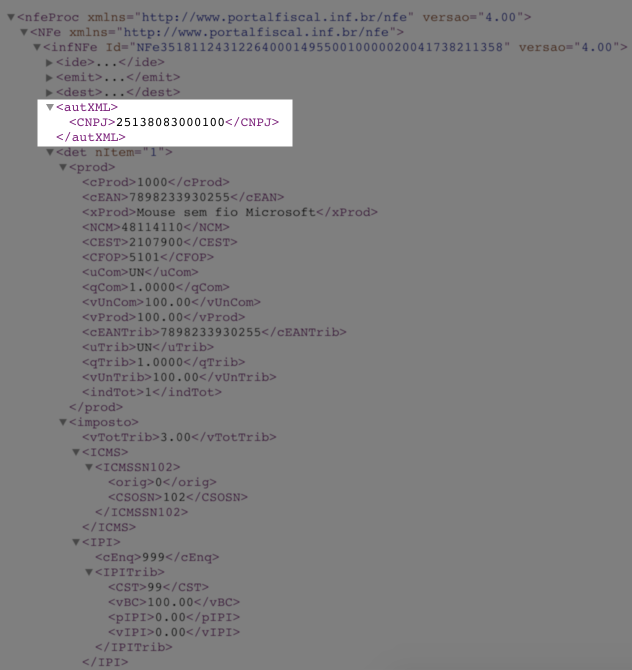 ▼<nfeProc xmlns="http://www.portalfiscal.inf.br/nfe" versao="4.00">
▼<NFe xmlns="http://www.portalfiscal.inf.br/nfe">
▼<infNFe Id="NFe35181124312264000149550010000020041738211358" versao="4.00">
▶<ide>...</ide>
▶<emit>...</emit>
▶<dest>...</dest>
▼<autXML>
<CNPJ>25138083000100</CNPJ>
</autXML>
▼<det nItem="1">
▼<prod>
<cProd>1000</cProd>
<cEAN>7898233930255</cEAN>
<xProd>Mouse sem fio Microsoft</xProd>
<NCM>48114110</NCM>
<CEST>2107900</CEST>
<CFOP>5101</CFOP>
<uCom>UN</uCom>
<qCom>1.0000</qCom>
<vUnCom>100.00</vUnCom>
<vProd>100.00</vProd>
<cEANTrib>7898233930255</cEANTrib>
<uTrib>UN</uTrib>
<qTrib>1.0000</qTrib>
<vUnTrib>100.00</vUnTrib>
<indTot>1</indTot>
</prod>
▼<imposto>
<vTotTrib>3.00</vTotTrib>
▼<ICMS>
▼<ICMSSN102>
<orig>0</orig>
<CSOSN>102</CSOSN>
</ICMSSN102>
</ICMS>
▼<IPI>
<cEnq>999</cEnq>
▼<IPITrib>
<CST>99</CST>
<vBC>100.00</vBC>
<pIPI>0.00</pIPI>
<vIPI>0.00</vIPI>
</IPITrib>
</IPI>